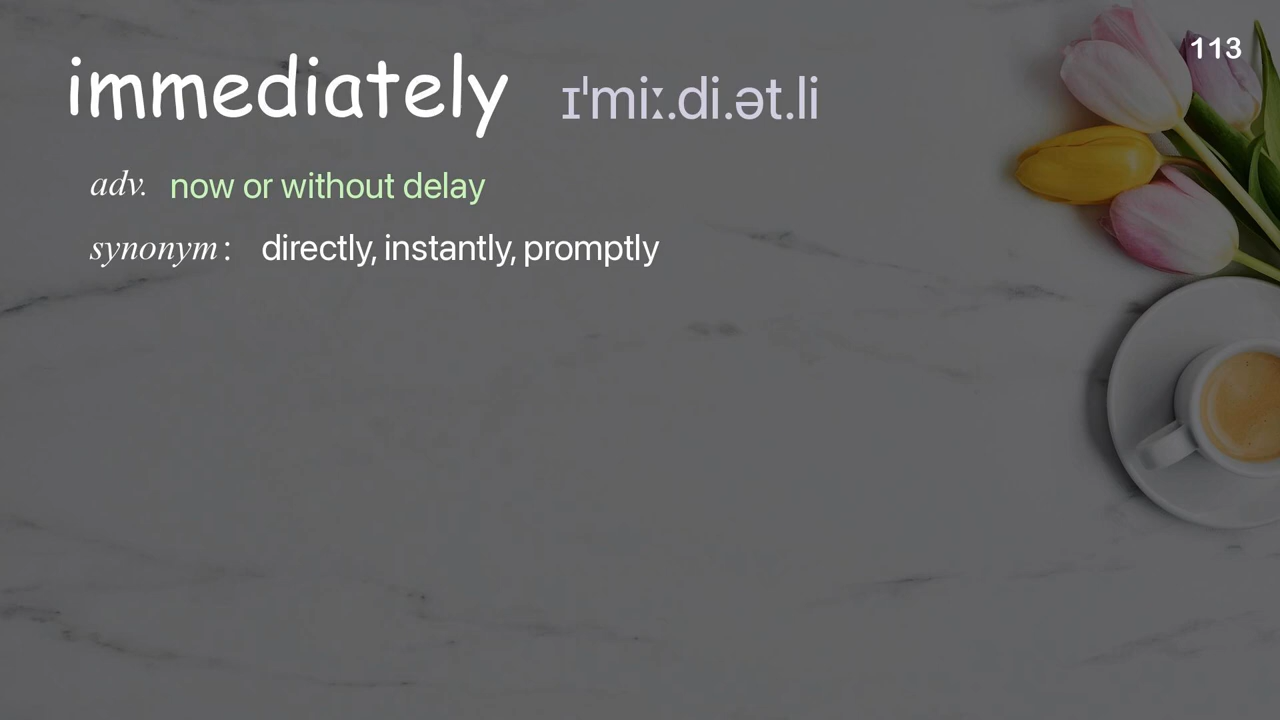 113
immediately ɪˈmiː.di.ət.li
adv. now or without delay
synonym: directly, instantly, promptly